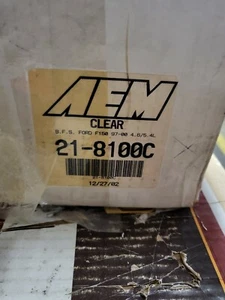 AEM
CLEAR
B.F.S. FORD F150 97-00 4.6/5.4L
21-8100C
12/27/02